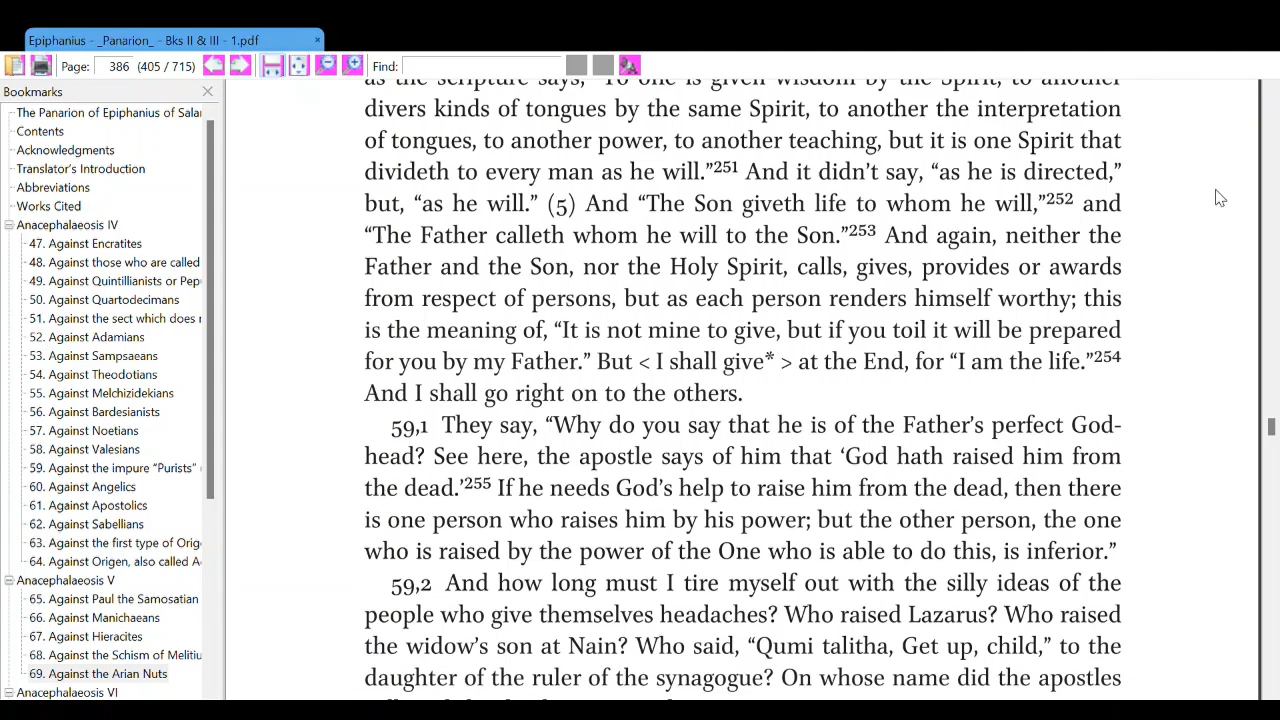 Epiphanius - _Panarion_ - Bks II & III - 1.pdf
Page: 386 (405 / 715) Find:
Bookmarks
The Panarion of Epiphanius of Salar
Contents
Acknowledgments
Translator's Introduction
Abbreviations
Works Cited
Anacephalaeosis IV
47. Against Encratites
48. Against those who are called
49. Against Quintillianists or Pep
50. Against Quartodecimans
51. Against the sect which does r
52. Against Adamians
53. Against Sampsaeans
54. Against Theodotians
55. Against Melchizidekians
56. Against Bardesianists
57. Against Noetians
58. Against Valesians
59. Against the impure "Purists" (
60. Against Angelics
61. Against Apostolics
62. Against Sabellians
63. Against the first type of Orig
64. Against Origen, also called A
Anacephalaeosis V
65. Against Paul the Samosatian
66. Against Manichaeans
67. Against Hieracites
68. Against the Schism of Melitiu
69. Against the Arian Nuts
Anacephalaeosis VI
as the scripture says, “To one is given wisdom by the Spirit, to another
divers kinds of tongues by the same Spirit, to another the interpretation
of tongues, to another power, to another teaching, but it is one Spirit that
divideth to every man as he will.”251 And it didn’t say, “as he is directed,”
but, “as he will.” (5) And “The Son giveth life to whom he will,”252 and
“The Father calleth whom he will to the Son.”253 And again, neither the
Father and the Son, nor the Holy Spirit, calls, gives, provides or awards
from respect of persons, but as each person renders himself worthy; this
is the meaning of, “It is not mine to give, but if you toil it will be prepared
for you by my Father.” But < I shall give* > at the End, for “I am the life.”254
And I shall go right on to the others.
59,1 They say, “Why do you say that he is of the Father’s perfect God-
head? See here, the apostle says of him that ‘God hath raised him from
the dead.’255 If he needs God’s help to raise him from the dead, then there
is one person who raises him by his power; but the other person, the one
who is raised by the power of the One who is able to do this, is inferior.”
59,2 And how long must I tire myself out with the silly ideas of the
people who give themselves headaches? Who raised Lazarus? Who raised
the widow’s son at Nain? Who said, “Qumi talitha, Get up, child,” to the
daughter of the ruler of the synagogue? On whose name did the apostles